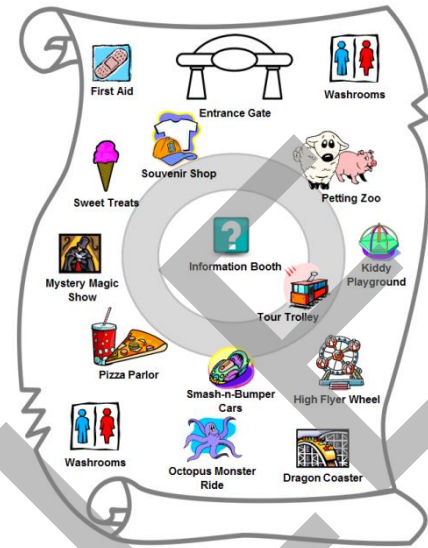 First Aid
Entrance Gate
Washrooms
Souvenir Shop
Sweet Treats
Petting Zoo
?
Information Booth
Mystery Magic
Show
Kiddy
Playground
Tour Trolley
Pizza Parlor
Smash-n-Bumper
Cars
High Flyer Wheel
Washrooms
Octopus Monster
Ride
Dragon Coaster